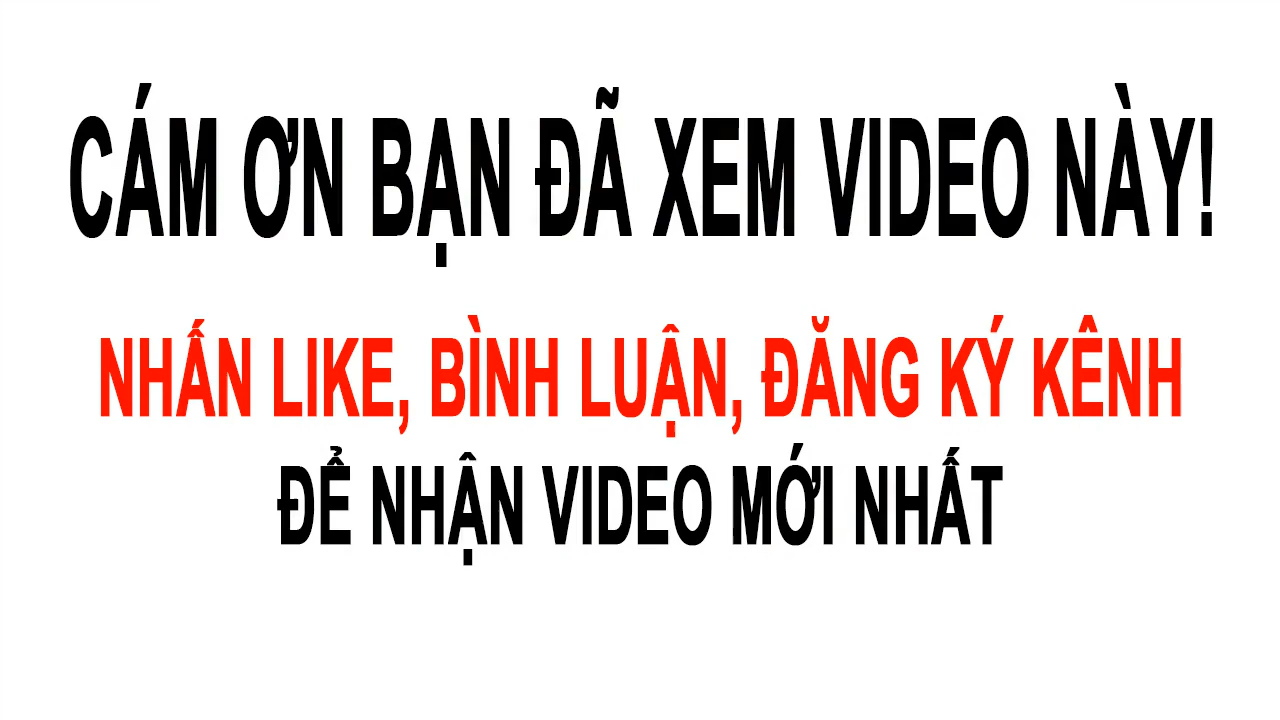 CÁM ƠN BẠN ĐÃ XEM VIDEO NÀY!
NHẤN LIKE, BÌNH LUẬN, ĐĂNG KÝ KÊNH
ĐỂ NHẬN VIDEO MỚI NHẤT